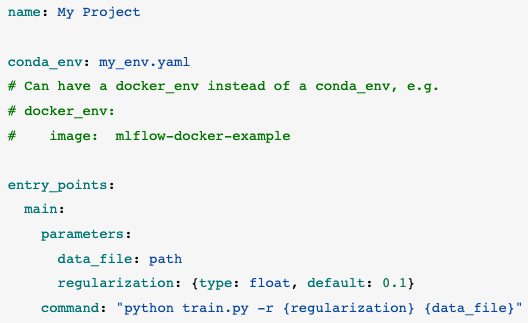 name: My Project
conda_env: my_env.yaml
# Can have a docker_env instead of a conda_env, e.g.
# docker_env:
#    image:  mlflow-docker-example
entry_points:
  main:
    parameters:
      data_file: path
      regularization: {type: float, default: 0.1}
    command: "python train.py -r {regularization} {data_file}"